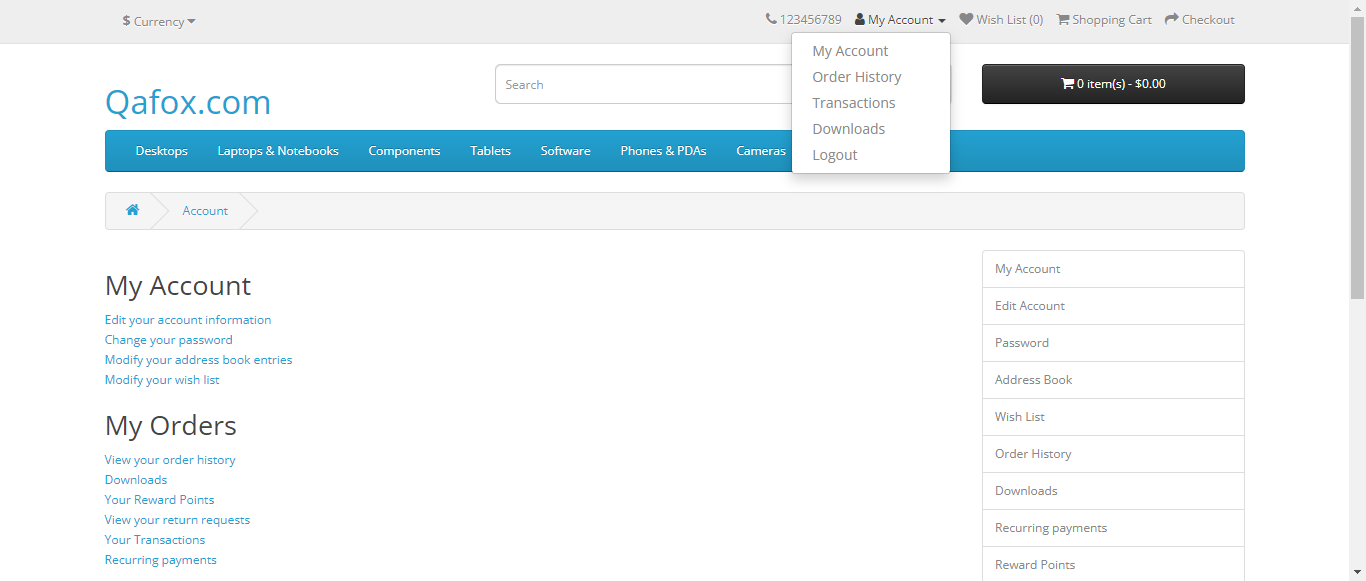 $ Currency
123456789 My Account Wish List (0) Shopping Cart Checkout
My Account
Order History
Transactions
Downloads
Logout
Qafox.com
Search
0 item(s) - $0.00
Desktops Laptops & Notebooks Components Tablets Software Phones & PDAs Cameras
Account
My Account
Edit your account information
Change your password
Modify your address book entries
Modify your wish list
My Orders
View your order history
Downloads
Your Reward Points
View your return requests
Your Transactions
Recurring payments
My Account
Edit Account
Password
Address Book
Wish List
Order History
Downloads
Recurring payments
Reward Points